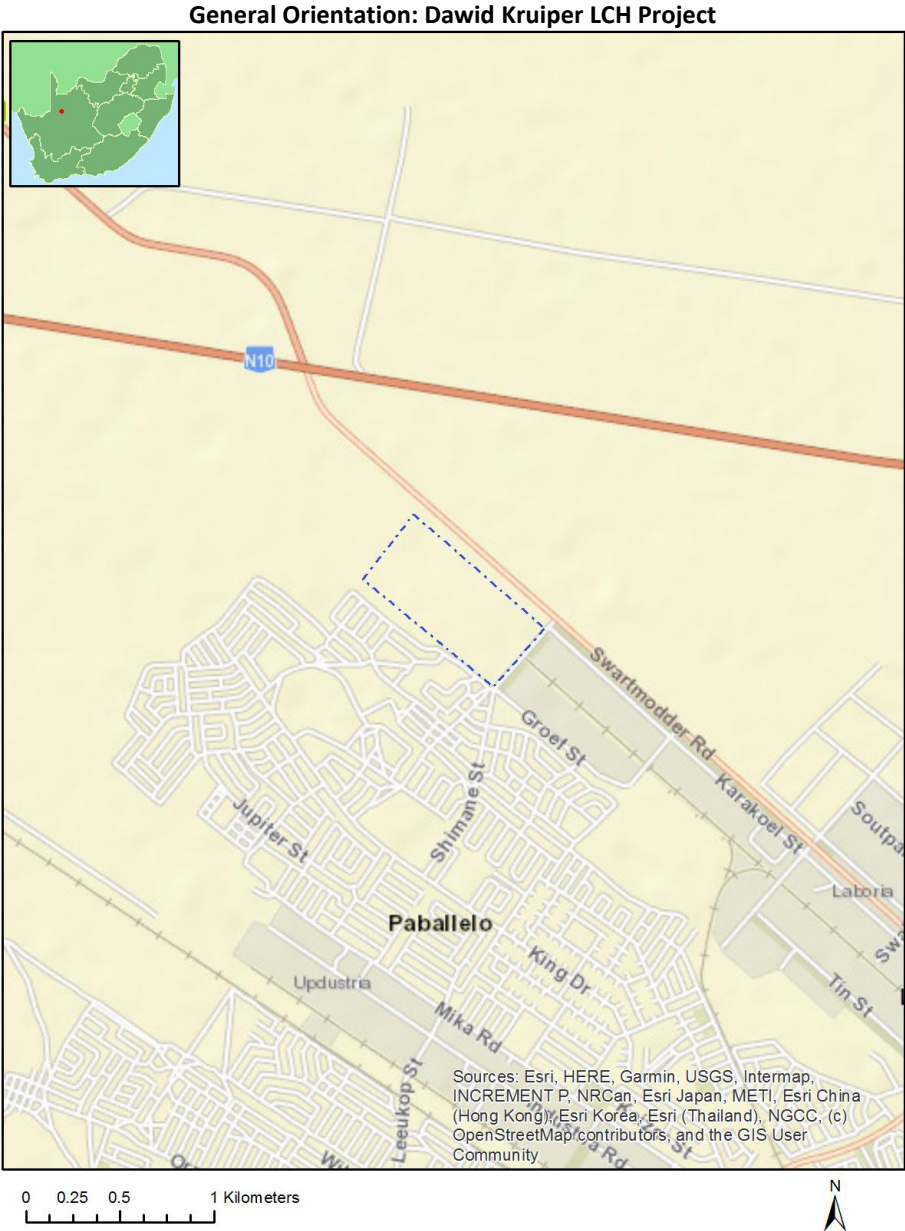 General Orientation: Dawid Kruiper LCH Project
N10
Swartmodder Rd
Groef St
Karakoel St
Shimane St
Jupiter St
Laboria
Paballelo
King Dr
Tin St
Updustria
Mika Rd
Leeukop St
Sources: Esri, HERE, Garmin, USGS, Intermap,
INCREMENT P, NRCan, Esri Japan, METI, Esri China
(Hong Kong), Esri Korea, Esri (Thailand), NGCC, (c)
OpenStreetMap contributors, and the GIS User
Community
0 0.25 0.5 1 Kilometers
N